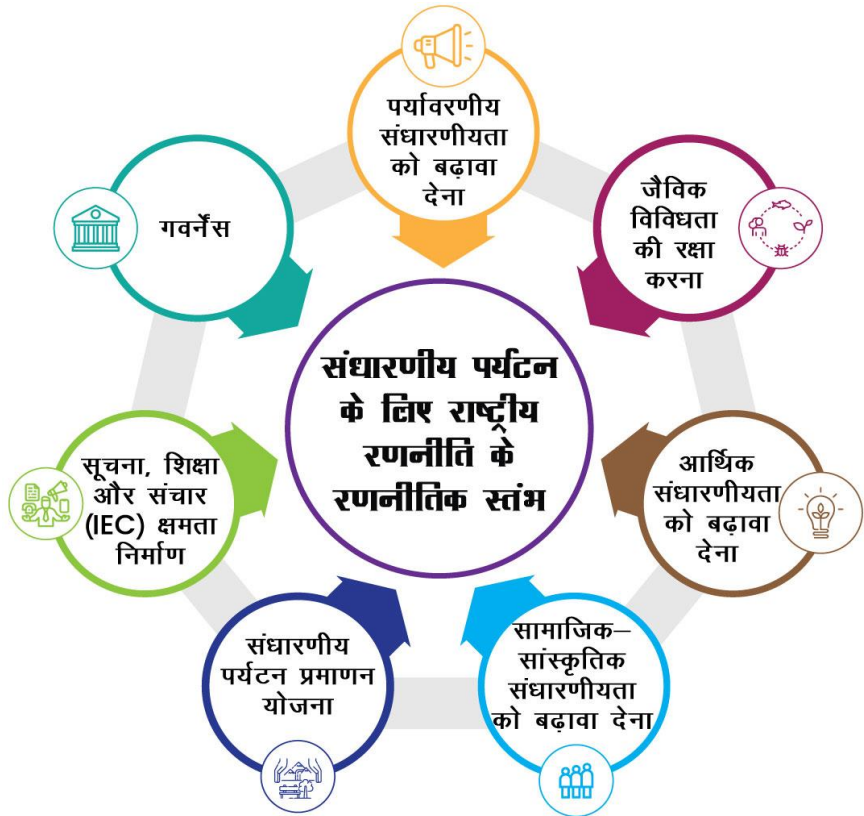 पर्यावरणीय
संधारणीयता
को बढ़ावा
देना
जैविक
विविधता
की रक्षा
करना
आर्थिक
संधारणीयता
को बढ़ावा
देना
सामाजिक–
सांस्कृतिक
संधारणीयता
को बढ़ावा देना
संधारणीय
पर्यटन प्रमाणन
योजना
सूचना, शिक्षा
और संचार
(IEC) क्षमता
निर्माण
गवर्नेंस
संधारणीय पर्यटन
के लिए राष्ट्रीय
रणनीति के
रणनीतिक स्तंभ